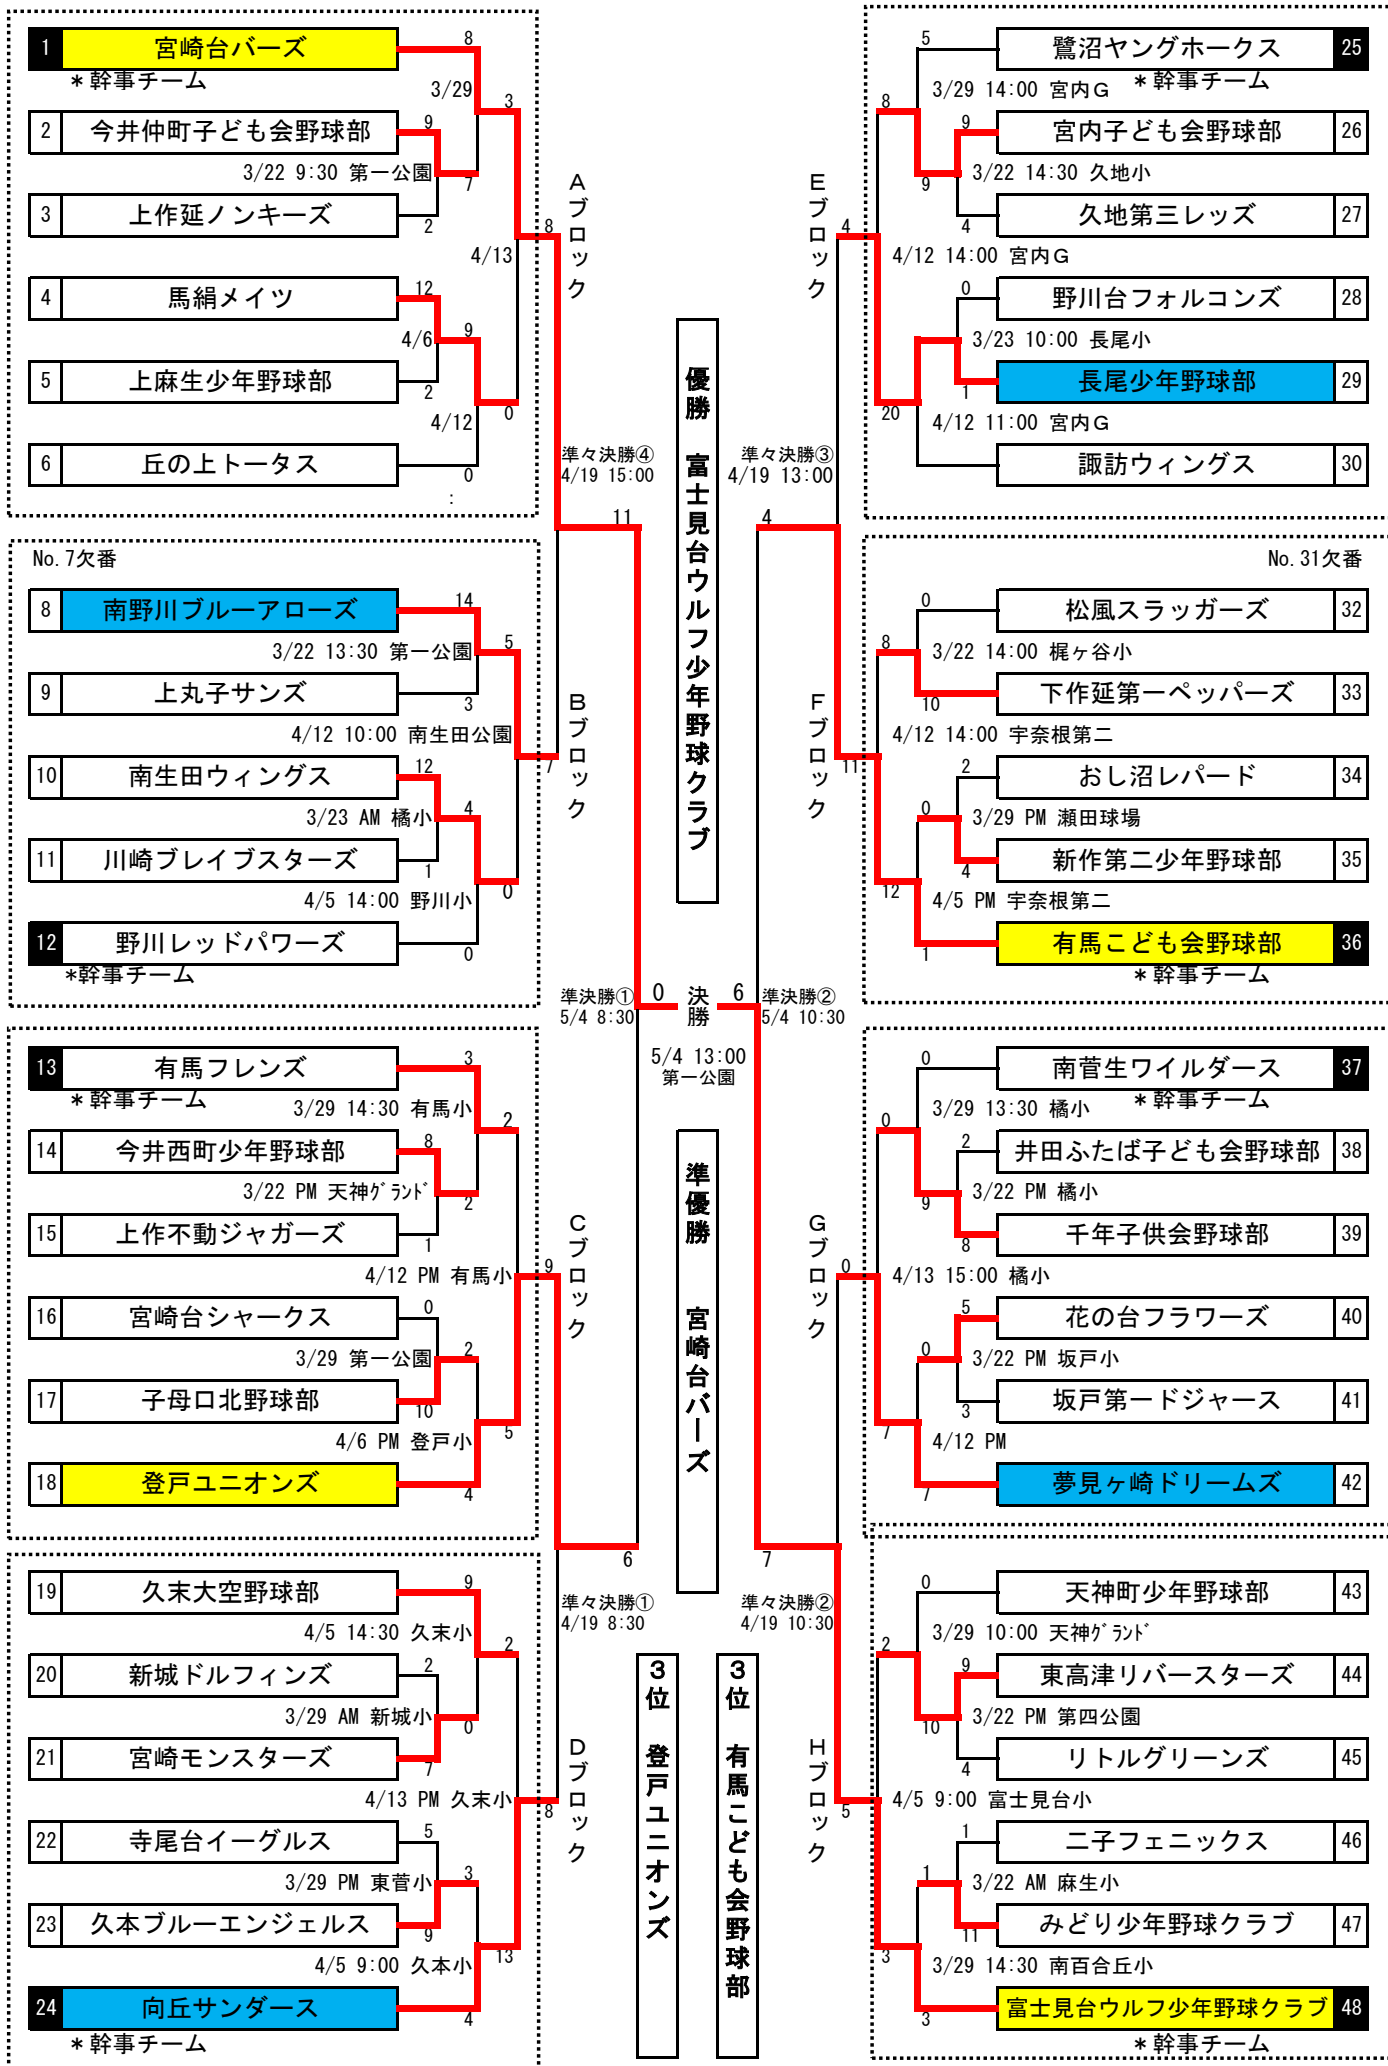 1 宮崎台バーズ 8
＊幹事チーム
3/29 3
2 今井仲町子ども会野球部 9
3/22 9:30 第一公園 7
3 上作延ノンキーズ 2
4/13 8
4 馬絹メイツ 12
4/6 9
5 上麻生少年野球部 2
4/12 0
6 丘の上トータス 0
:
Aブロック
準々決勝④
4/19 15:00
11
No.7欠番
8 南野川ブルーアローズ 14
3/22 13:30 第一公園 5
9 上丸子サンズ 3
4/12 10:00 南生田公園 7
10 南生田ウィングス 12
3/23 AM 橘小 4
11 川崎ブレイブスターズ 1
4/5 14:00 野川小 0
12 野川レッドパワーズ 0
＊幹事チーム
Bブロック
準決勝①
5/4 8:30
13 有馬フレンズ 3
＊幹事チーム
3/29 14:30 有馬小 2
14 今井西町少年野球部 8
3/22 PM 天神グランド 2
15 上作不動ジャガーズ 1
4/12 PM 有馬小 9
16 宮崎台シャークス 0
3/29 第一公園 2
17 子母口北野球部 10
4/6 PM 登戸小 5
18 登戸ユニオンズ 4
Cブロック
6
準々決勝①
4/19 8:30
19 久末大空野球部 9
4/5 14:30 久末小 2
20 新城ドルフィンズ 2
3/29 AM 新城小 0
21 宮崎モンスターズ 7
4/13 PM 久末小 8
22 寺尾台イーグルス 5
3/29 PM 東菅小 3
23 久本ブルーエンジェルス 9
4/5 9:00 久本小 13
24 向丘サンダース 4
＊幹事チーム
Dブロック
優勝 富士見台ウルフ少年野球クラブ
0 決勝 6
5/4 13:00
第一公園
準優勝 宮崎台バーズ
3位 登戸ユニオンズ
3位 有馬こども会野球部
5 鷺沼ヤングホークス 25
3/29 14:00 宮内G ＊幹事チーム
8
9 宮内子ども会野球部 26
9 3/22 14:30 久地小
4 久地第三レッズ 27
4 4/12 14:00 宮内G
0 野川台フォルコンズ 28
3/23 10:00 長尾小
1 長尾少年野球部 29
20 4/12 11:00 宮内G
諏訪ウィングス 30
Eブロック
準々決勝③
4/19 13:00
4
No.31欠番
0 松風スラッガーズ 32
8 3/22 14:00 梶ヶ谷小
10 下作延第一ペッパーズ 33
11 4/12 14:00 宇奈根第二
2 おし沼レパード 34
0 3/29 PM 瀬田球場
4 新作第二少年野球部 35
12 4/5 PM 宇奈根第二
1 有馬こども会野球部 36
＊幹事チーム
Fブロック
準決勝②
5/4 10:30
0 南菅生ワイルダース 37
3/29 13:30 橘小 ＊幹事チーム
0
2 井田ふたば子ども会野球部 38
9 3/22 PM 橘小
8 千年子供会野球部 39
0 4/13 15:00 橘小
5 花の台フラワーズ 40
0 3/22 PM 坂戸小
3 坂戸第一ドジャース 41
7 4/12 PM
7 夢見ヶ崎ドリームズ 42
Gブロック
7
準々決勝②
4/19 10:30
0 天神町少年野球部 43
2 3/29 10:00 天神グランド
9 東高津リバースターズ 44
10 3/22 PM 第四公園
4 リトルグリーンズ 45
5 4/5 9:00 富士見台小
1 二子フェニックス 46
1 3/22 AM 麻生小
11 みどり少年野球クラブ 47
3 3/29 14:30 南百合丘小
3 富士見台ウルフ少年野球クラブ 48
＊幹事チーム
Hブロック